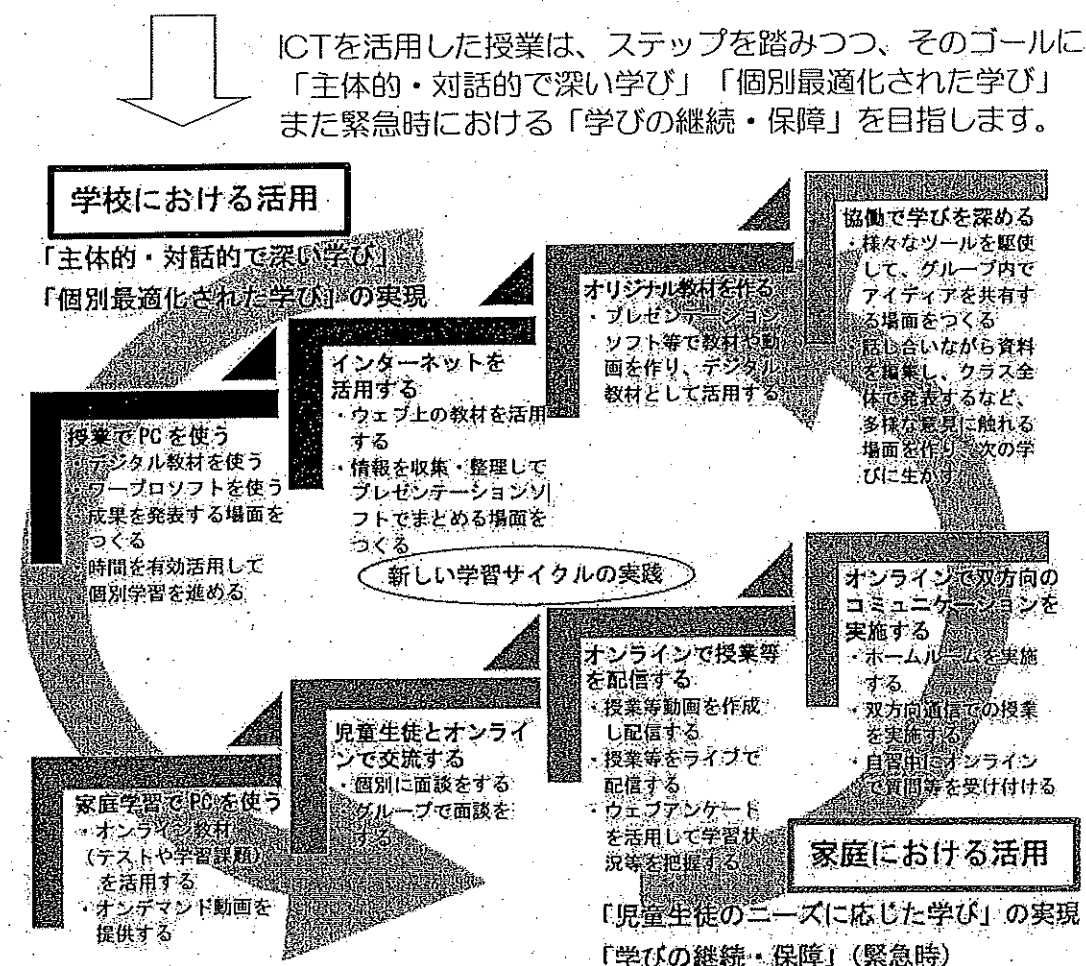 ICTを活用した授業は、ステップを踏みつつ、そのゴールに
「主体的・対話的で深い学び」「個別最適化された学び」
また緊急時における「学びの継続・保障」を目指します。
学校における活用
「主体的・対話的で深い学び」
「個別最適化された学び」の実現
授業でPCを使う
・デジタル教材を使う
・ワープロソフトを使う
・成果を発表する場面を
つくる
・時間を有効活用して
個別学習を進める
インターネットを
活用する
・ウェブ上の教材を活用
する
・情報を収集・整理して
プレゼンテーションソ
フトでまとめる場面を
つくる
オリジナル教材を作る
・プレゼンテーション
ソフト等で教材や動
画を作り、デジタル
教材として活用する
協働で学びを深める
・様々なツールを駆使
して、グループ内で
アイディアを共有す
る場面をつくる
・話し合いながら資料
を編集し、クラス全
体で発表するなど、
多様な意見に触れる
場面を作り、次の学
びに生かす
新しい学習サイクルの実践
家庭学習でPCを使う
・オンライン教材
(テストや学習課題)
を活用する
・オンデマンド動画を
提供する
児童生徒とオンライ
ンで交流する
・個別に面談をする
・グループで面談を
する
オンラインで授業等
を配信する
・授業等動画を作成
し配信する
・授業等をライブで
配信する
・ウェブアンケート
を活用して学習状
況等を把握する
オンラインで双方向の
コミュニケーションを
実施する
・ホームルームを実施
する
・双方向通信での授業
を実施する
・自習中にオンライン
で質問等を受け付ける
家庭における活用
「児童生徒のニーズに応じた学び」の実現
「学びの継続・保障」(緊急時)